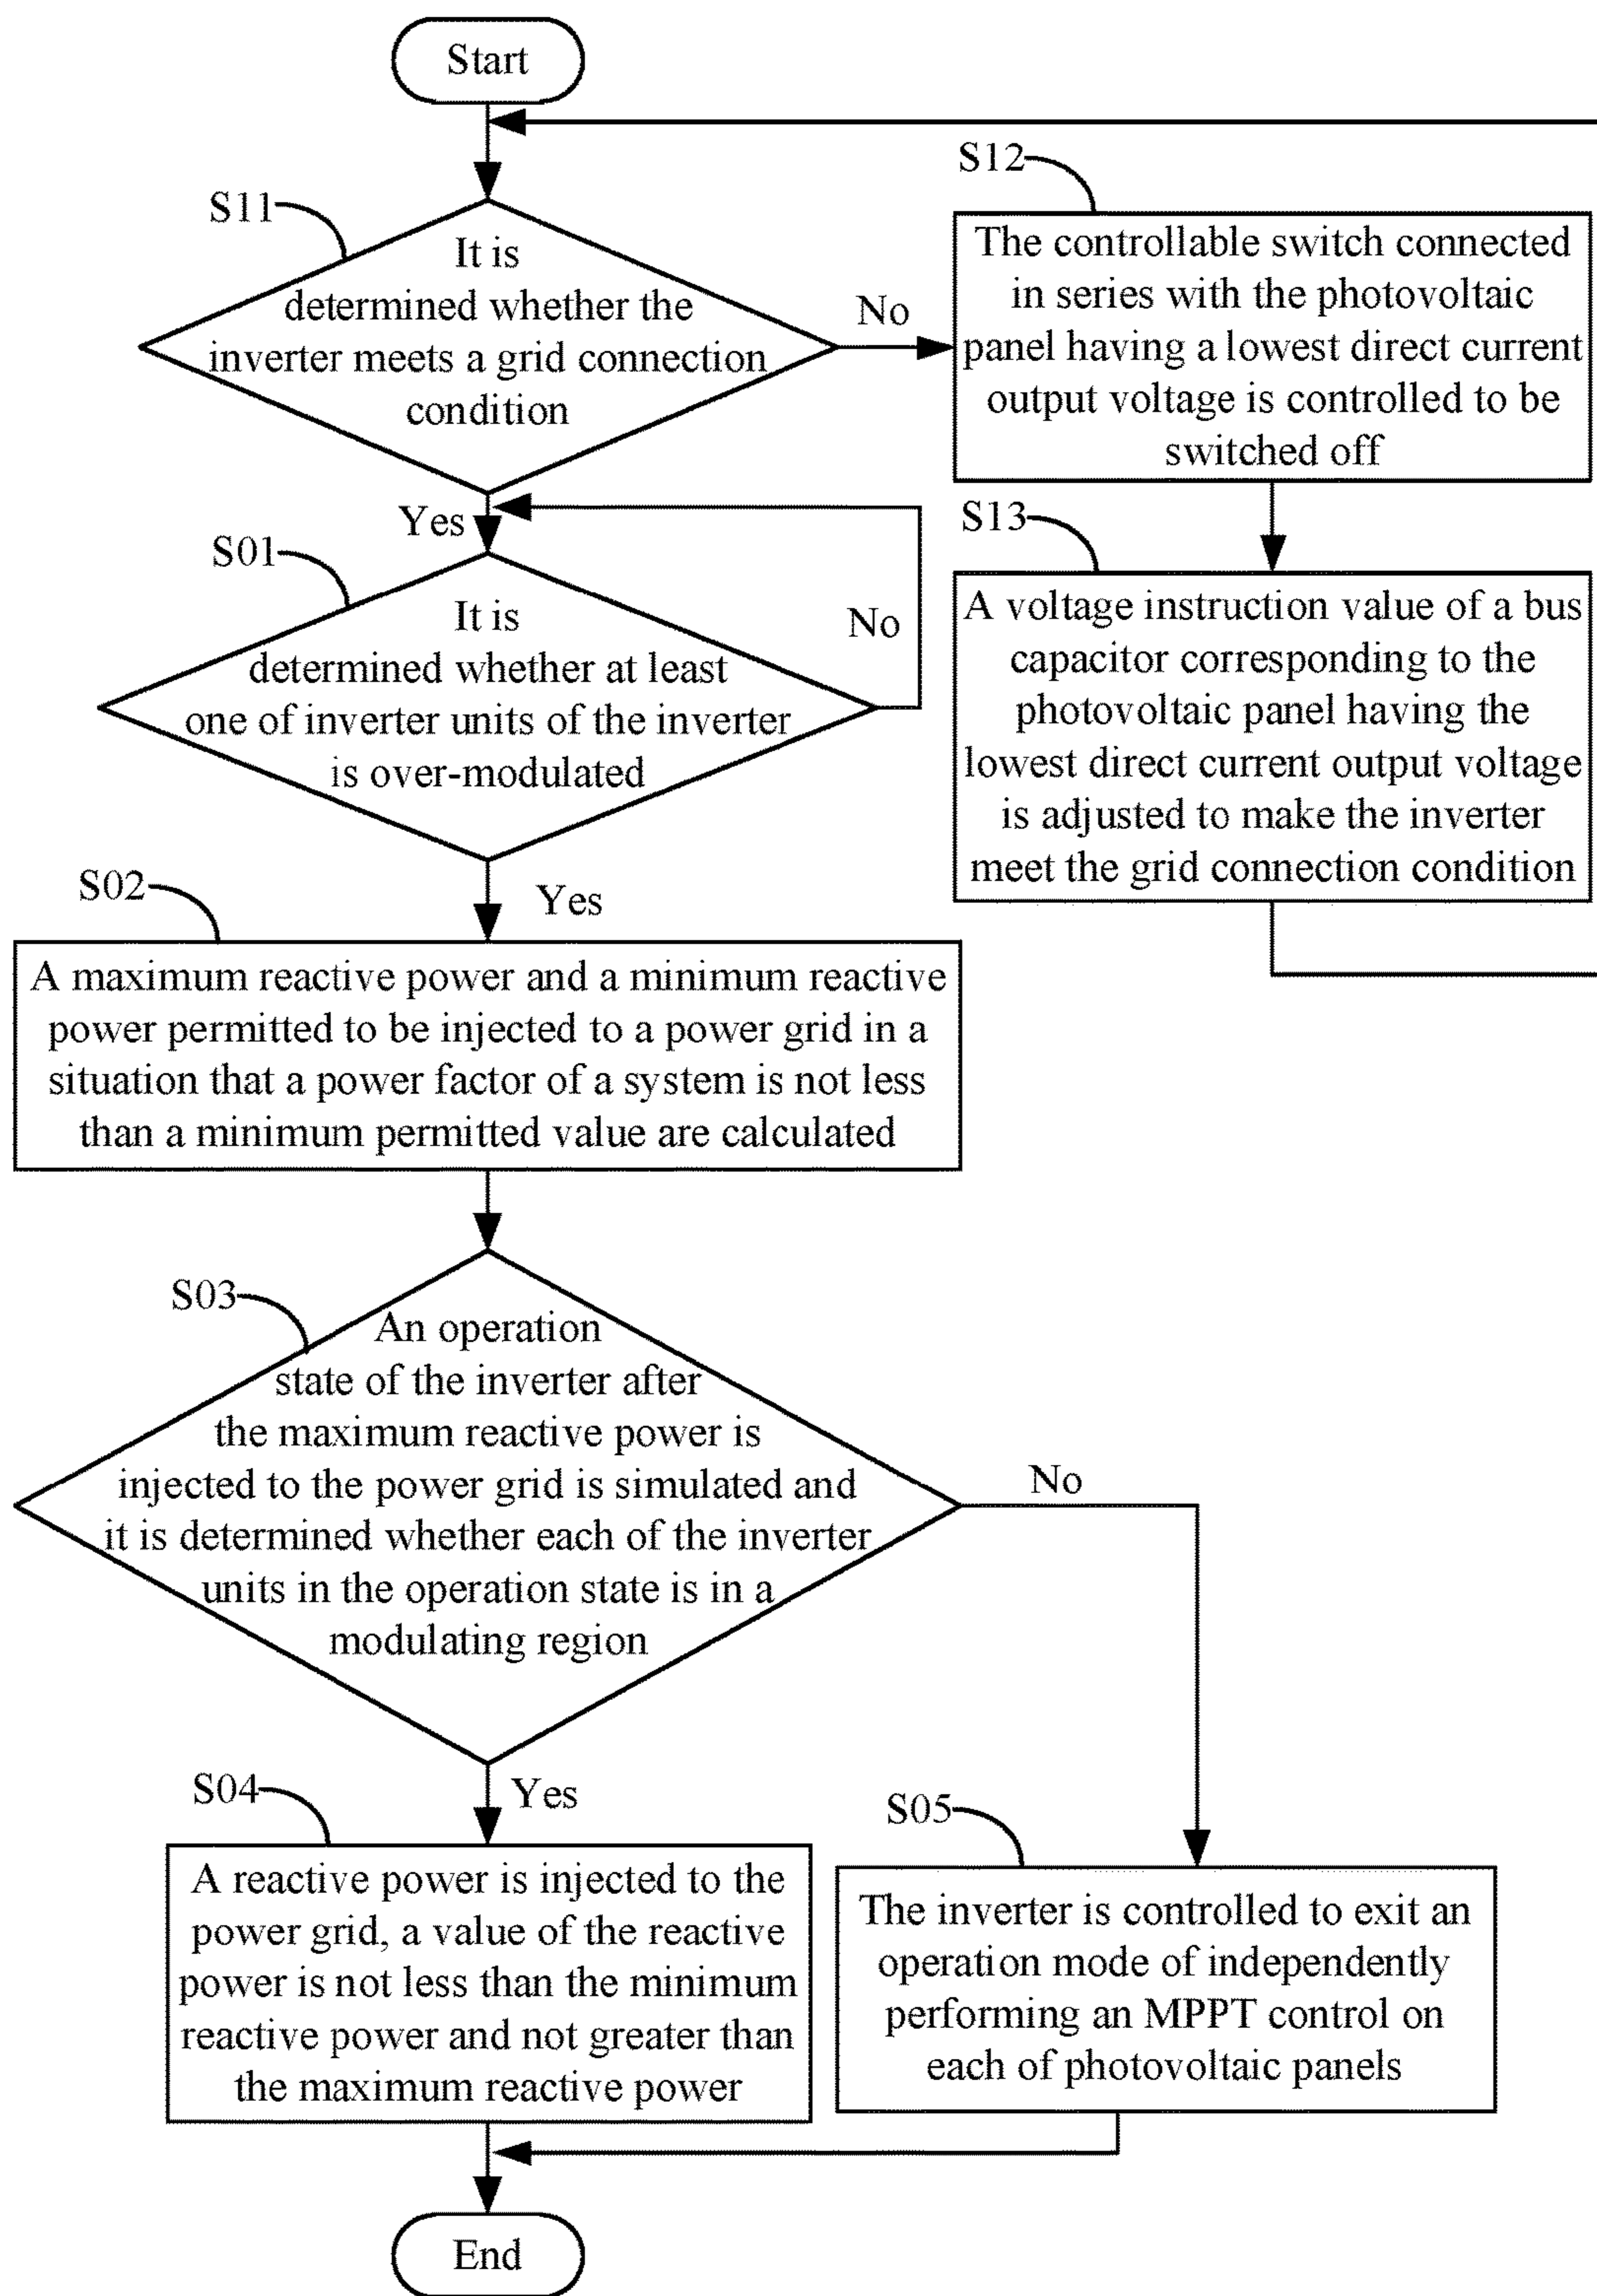 Start
S11
It is
determined whether the
inverter meets a grid connection
condition
No
S12
The controllable switch connected
in series with the photovoltaic
panel having a lowest direct current
output voltage is controlled to be
switched off
Yes
S13
A voltage instruction value of a bus
capacitor corresponding to the
photovoltaic panel having the
lowest direct current output voltage
is adjusted to make the inverter
meet the grid connection condition
S01
It is
determined whether at least
one of inverter units of the inverter
is over-modulated
No
Yes
S02
A maximum reactive power and a minimum reactive
power permitted to be injected to a power grid in a
situation that a power factor of a system is not less
than a minimum permitted value are calculated
S03
An operation
state of the inverter after
the maximum reactive power is
injected to the power grid is simulated and
it is determined whether each of the inverter
units in the operation state is in a
modulating region
No
Yes
S04
A reactive power is injected to the
power grid, a value of the reactive
power is not less than the minimum
reactive power and not greater than
the maximum reactive power
S05
The inverter is controlled to exit an
operation mode of independently
performing an MPPT control on
each of photovoltaic panels
End